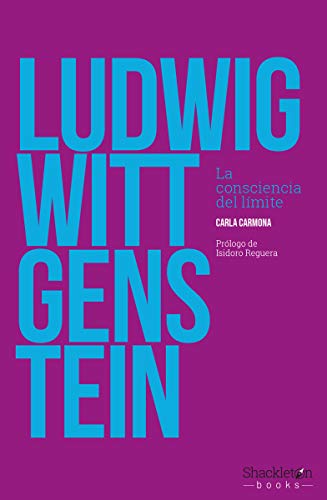 LUDWIG
WITT
GENS
TEIN
La
consciencia
del límite
CARLA CARMONA
Prólogo de
Isidoro Reguera
Shackleton
books